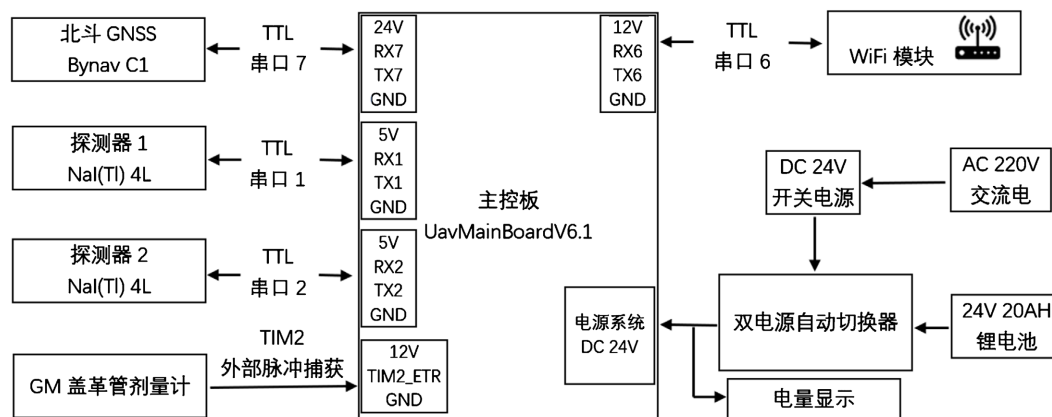 北斗 GNSS
Bynav C1
TTL
串口 7
24V
RX7
TX7
GND
12V
RX6
TX6
GND
TTL
串口 6
WiFi 模块
探测器 1
NaI(Tl) 4L
TTL
串口 1
5V
RX1
TX1
GND
主控板
UavMainBoardV6.1
DC 24V
开关电源
AC 220V
交流电
探测器 2
NaI(Tl) 4L
TTL
串口 2
5V
RX2
TX2
GND
电源系统
DC 24V
双电源自动切换器
24V 20AH
锂电池
GM 盖革管剂量计
TIM2
外部脉冲捕获
12V
TIM2_ETR
GND
电量显示